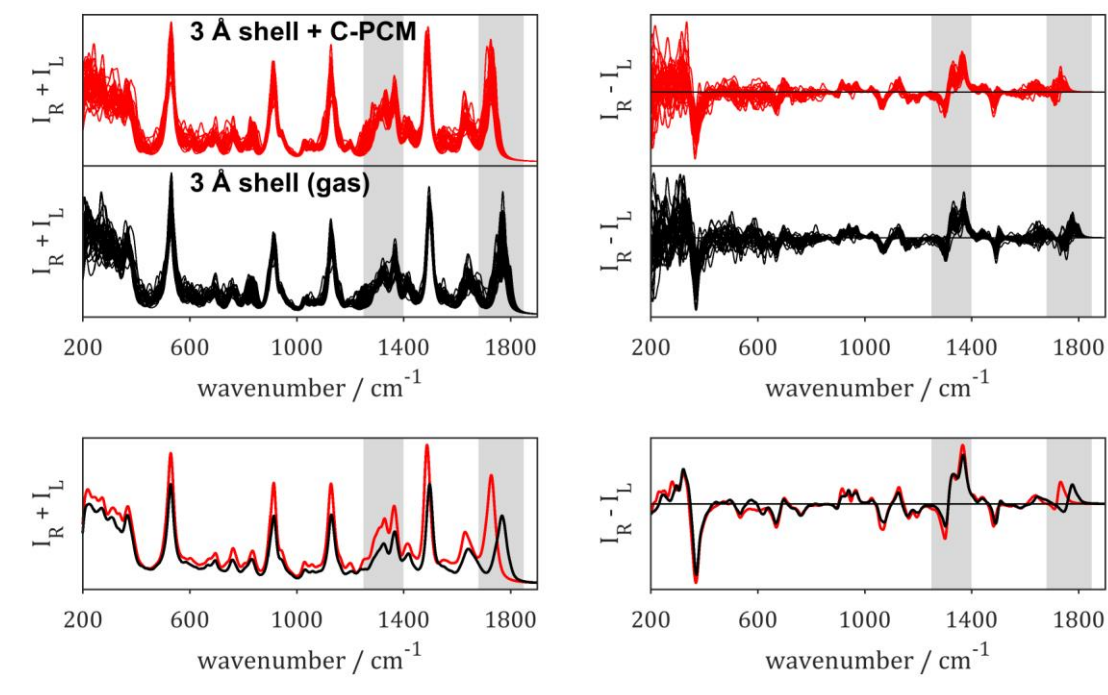 3 Å shell + C-PCM
I_R + I_L
I_R - I_L
3 Å shell (gas)
I_R + I_L
I_R - I_L
200 600 1000 1400 1800
200 600 1000 1400 1800
wavenumber / cm⁻¹
wavenumber / cm⁻¹
I_R + I_L
I_R - I_L
200 600 1000 1400 1800
200 600 1000 1400 1800
wavenumber / cm⁻¹
wavenumber / cm⁻¹